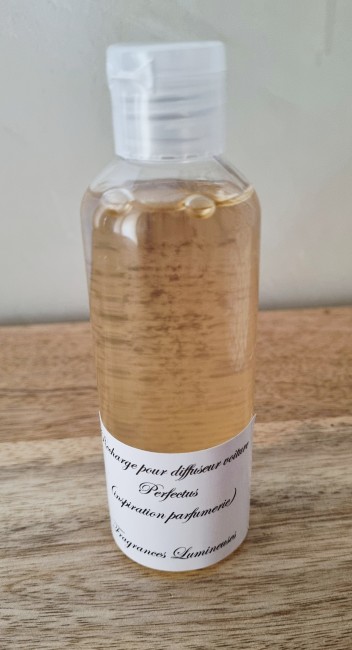 Recharge pour diffuseur voiture
Perfectus
(inspiration parfumerie)
Fragrances Lumineuses